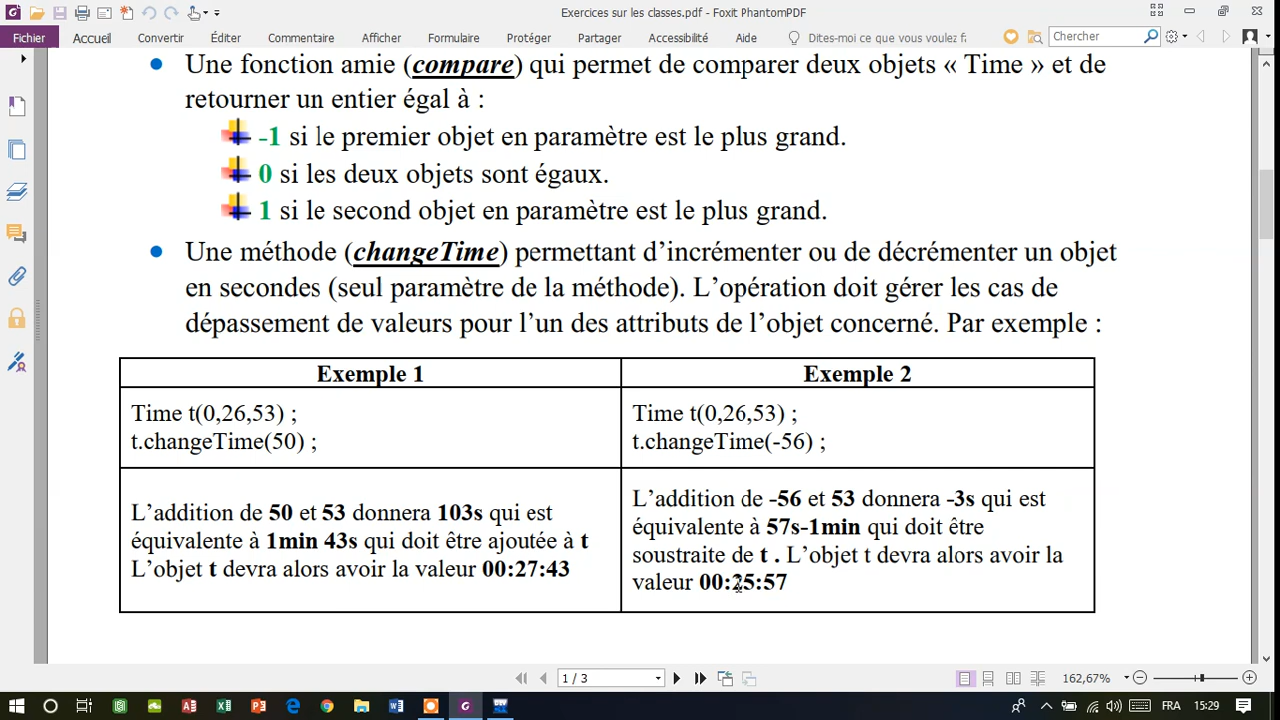 Exercices sur les classes.pdf - Foxit PhantomPDF
Fichier Accueil Convertir Éditer Commentaire Afficher Formulaire Protéger Partager Accessibilité Aide Dites-moi ce que vous voulez fa Chercher
Une fonction amie (compare) qui permet de comparer deux objets « Time » et de
retourner un entier égal à :
-1 si le premier objet en paramètre est le plus grand.
0 si les deux objets sont égaux.
1 si le second objet en paramètre est le plus grand.
Une méthode (changeTime) permettant d’incrémenter ou de décrémenter un objet
en secondes (seul paramètre de la méthode). L’opération doit gérer les cas de
dépassement de valeurs pour l’un des attributs de l’objet concerné. Par exemple :
Exemple 1
Exemple 2
Time t(0,26,53) ;
t.changeTime(50) ;
Time t(0,26,53) ;
t.changeTime(-56) ;
L’addition de 50 et 53 donnera 103s qui est
équivalente à 1min 43s qui doit être ajoutée à t
L’objet t devra alors avoir la valeur 00:27:43
L’addition de -56 et 53 donnera -3s qui est
équivalente à 57s-1min qui doit être
soustraite de t . L’objet t devra alors avoir la
valeur 00:25:57
1 / 3
162,67%
FRA 15:29